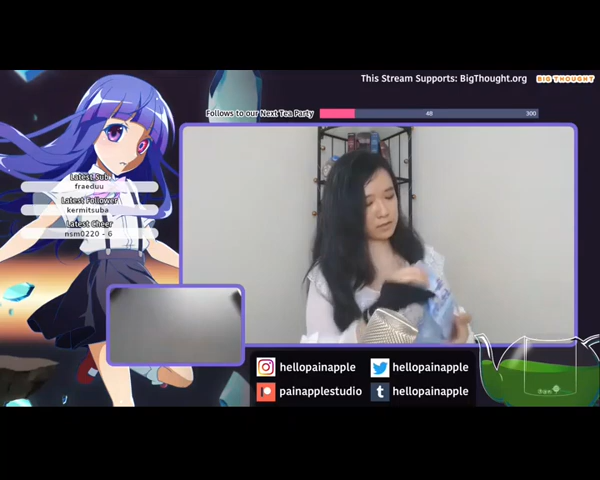 This Stream Supports: BigThought.org
BIG THOUGHT
Follows to our Next Tea Party
48
300
Latest Sub
fraeduu
Latest Follower
kermitsuba
Latest Cheer
nsm0220 - 6
hellopainapple
hellopainapple
painapplestudio
hellopainapple